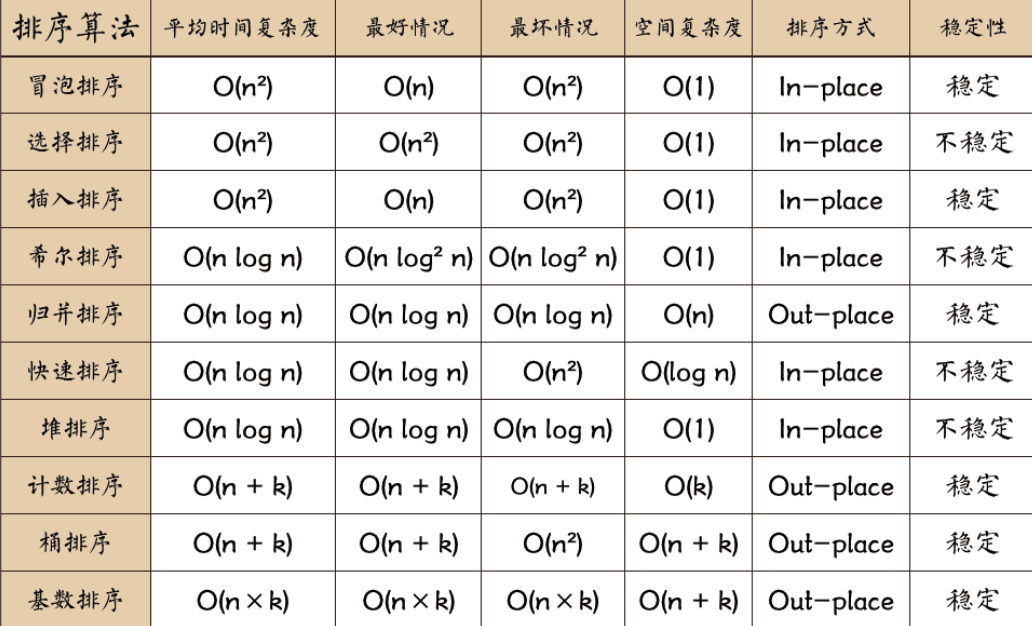 排序算法 平均时间复杂度 最好情况 最坏情况 空间复杂度 排序方式 稳定性
冒泡排序 O(n²) O(n) O(n²) O(1) In-place 稳定
选择排序 O(n²) O(n²) O(n²) O(1) In-place 不稳定
插入排序 O(n²) O(n) O(n²) O(1) In-place 稳定
希尔排序 O(n log n) O(n log² n) O(n log² n) O(1) In-place 不稳定
归并排序 O(n log n) O(n log n) O(n log n) O(n) Out-place 稳定
快速排序 O(n log n) O(n log n) O(n²) O(log n) In-place 不稳定
堆排序 O(n log n) O(n log n) O(n log n) O(1) In-place 不稳定
计数排序 O(n + k) O(n + k) O(n + k) O(k) Out-place 稳定
桶排序 O(n + k) O(n + k) O(n²) O(n + k) Out-place 稳定
基数排序 O(n×k) O(n×k) O(n×k) O(n + k) Out-place 稳定